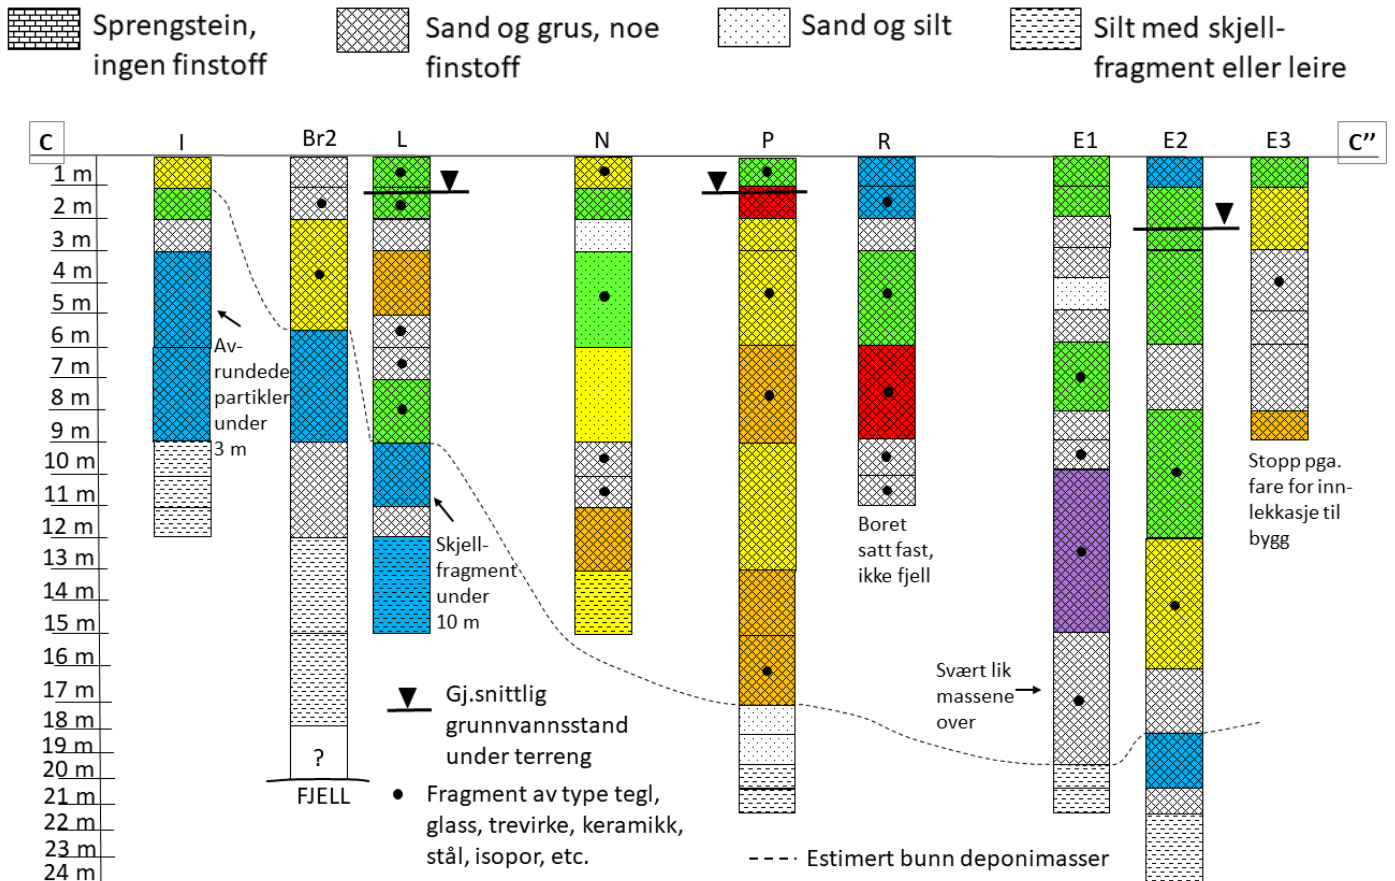 Sprengstein,
ingen finstoff
Sand og grus, noe
finstoff
Sand og silt
Silt med skjell-
fragment eller leire
C
I
Br2
L
N
P
R
E1
E2
E3
C’’
1 m
2 m
3 m
4 m
5 m
6 m
7 m
8 m
9 m
10 m
11 m
12 m
13 m
14 m
15 m
16 m
17 m
18 m
19 m
20 m
21 m
22 m
23 m
24 m
Av-
rundede
partikler
under
3 m
?
FJELL
Skjell-
fragment
under
10 m
Boret
satt fast,
ikke fjell
Svært lik
massene
over
Stopp pga.
fare for inn-
lekkasje til
bygg
Gj.snittlig
grunnvannsstand
under terreng
Fragment av type tegl,
glass, trevirke, keramikk,
stål, isopor, etc.
Estimert bunn deponimasser